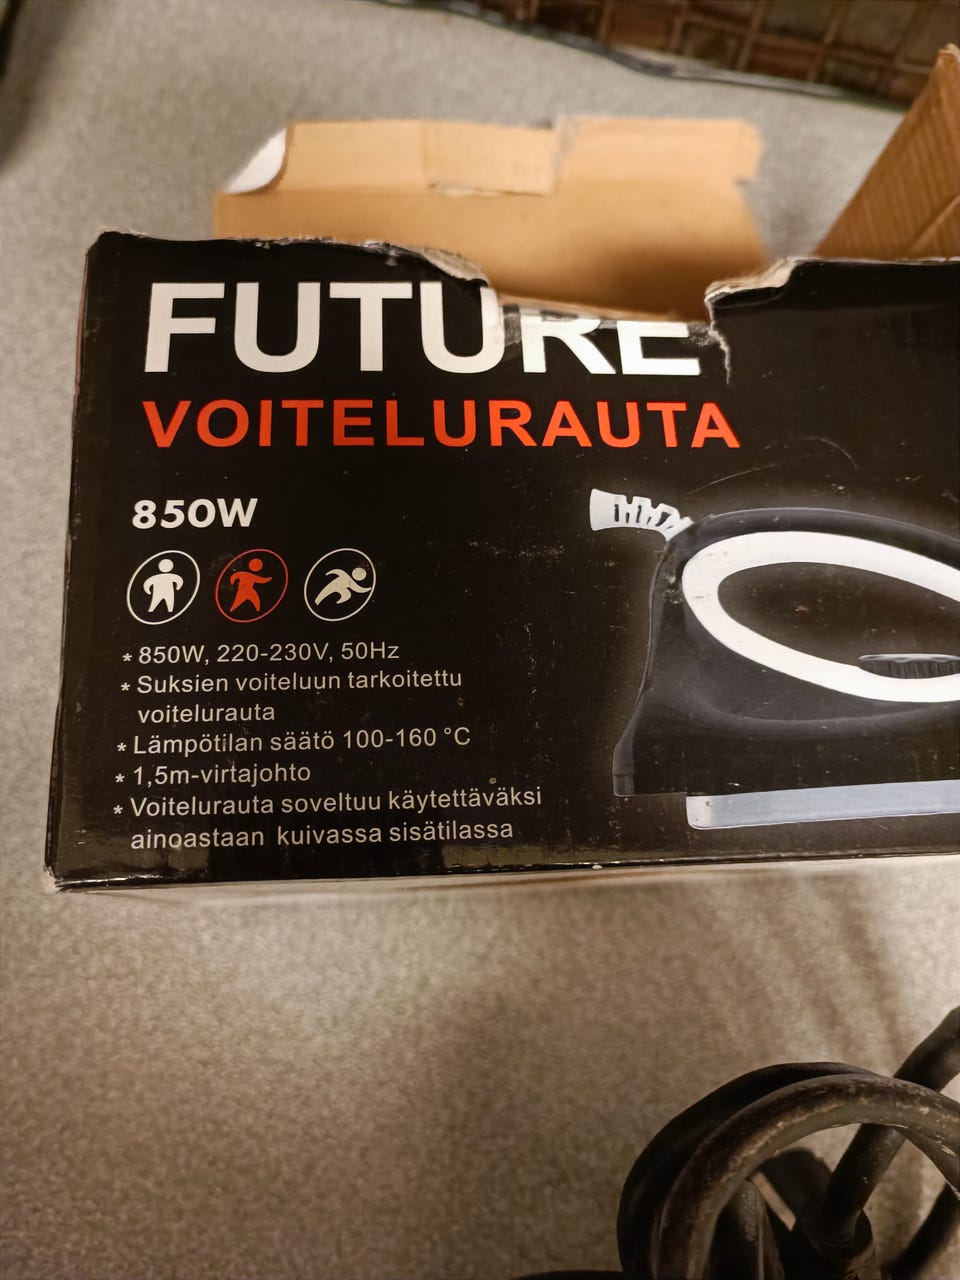 FUTURE
VOITELURAUTA
850W
* 850W, 220-230V, 50Hz
* Suksien voiteluun tarkoitettu
voitelurauta
* Lämpötilan säätö 100-160 °C
* 1,5m-virtajohto
* Voitelurauta soveltuu käytettäväksi
ainoastaan kuivassa sisätilassa